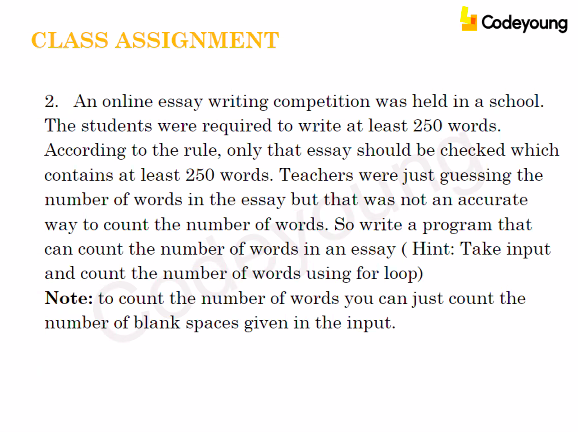 Codeyoung
CLASS ASSIGNMENT
2. An online essay writing competition was held in a school.
The students were required to write at least 250 words.
According to the rule, only that essay should be checked which
contains at least 250 words. Teachers were just guessing the
number of words in the essay but that was not an accurate
way to count the number of words. So write a program that
can count the number of words in an essay ( Hint: Take input
and count the number of words using for loop)
Note: to count the number of words you can just count the
number of blank spaces given in the input.
Codeyoung